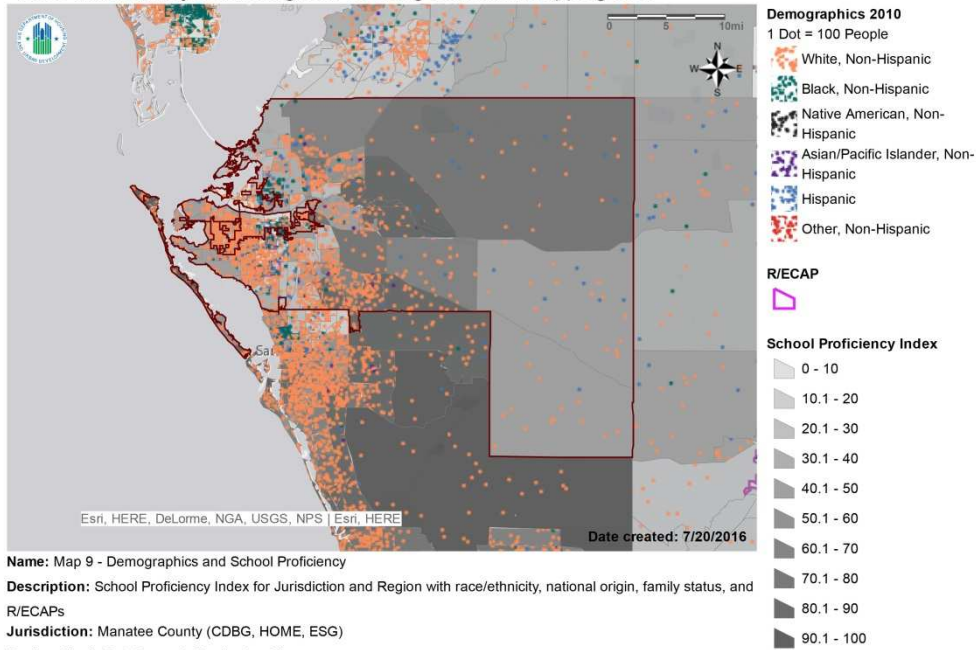 10mi
N
W E
S
Bay
Sar
Esri, HERE, DeLorme, NGA, USGS, NPS | Esri, HERE
Date created: 7/20/2016
Demographics 2010
1 Dot = 100 People
White, Non-Hispanic
Black, Non-Hispanic
Native American, Non-
Hispanic
Asian/Pacific Islander, Non-
Hispanic
Hispanic
Other, Non-Hispanic
R/ECAP
School Proficiency Index
0 - 10
10.1 - 20
20.1 - 30
30.1 - 40
40.1 - 50
50.1 - 60
60.1 - 70
70.1 - 80
80.1 - 90
90.1 - 100
Name: Map 9 - Demographics and School Proficiency
Description: School Proficiency Index for Jurisdiction and Region with race/ethnicity, national origin, family status, and
R/ECAPs
Jurisdiction: Manatee County (CDBG, HOME, ESG)